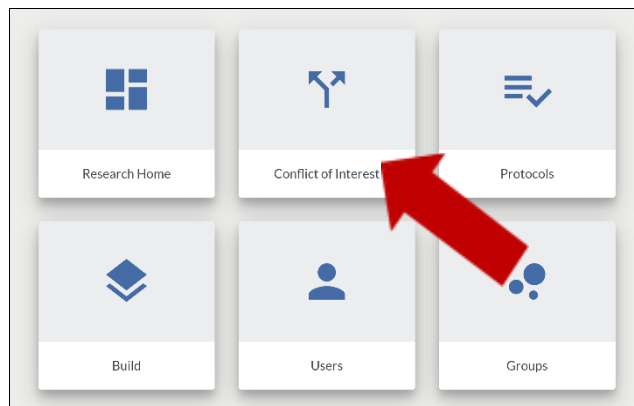 Research Home
Conflict of Interest
Protocols
Build
Users
Groups